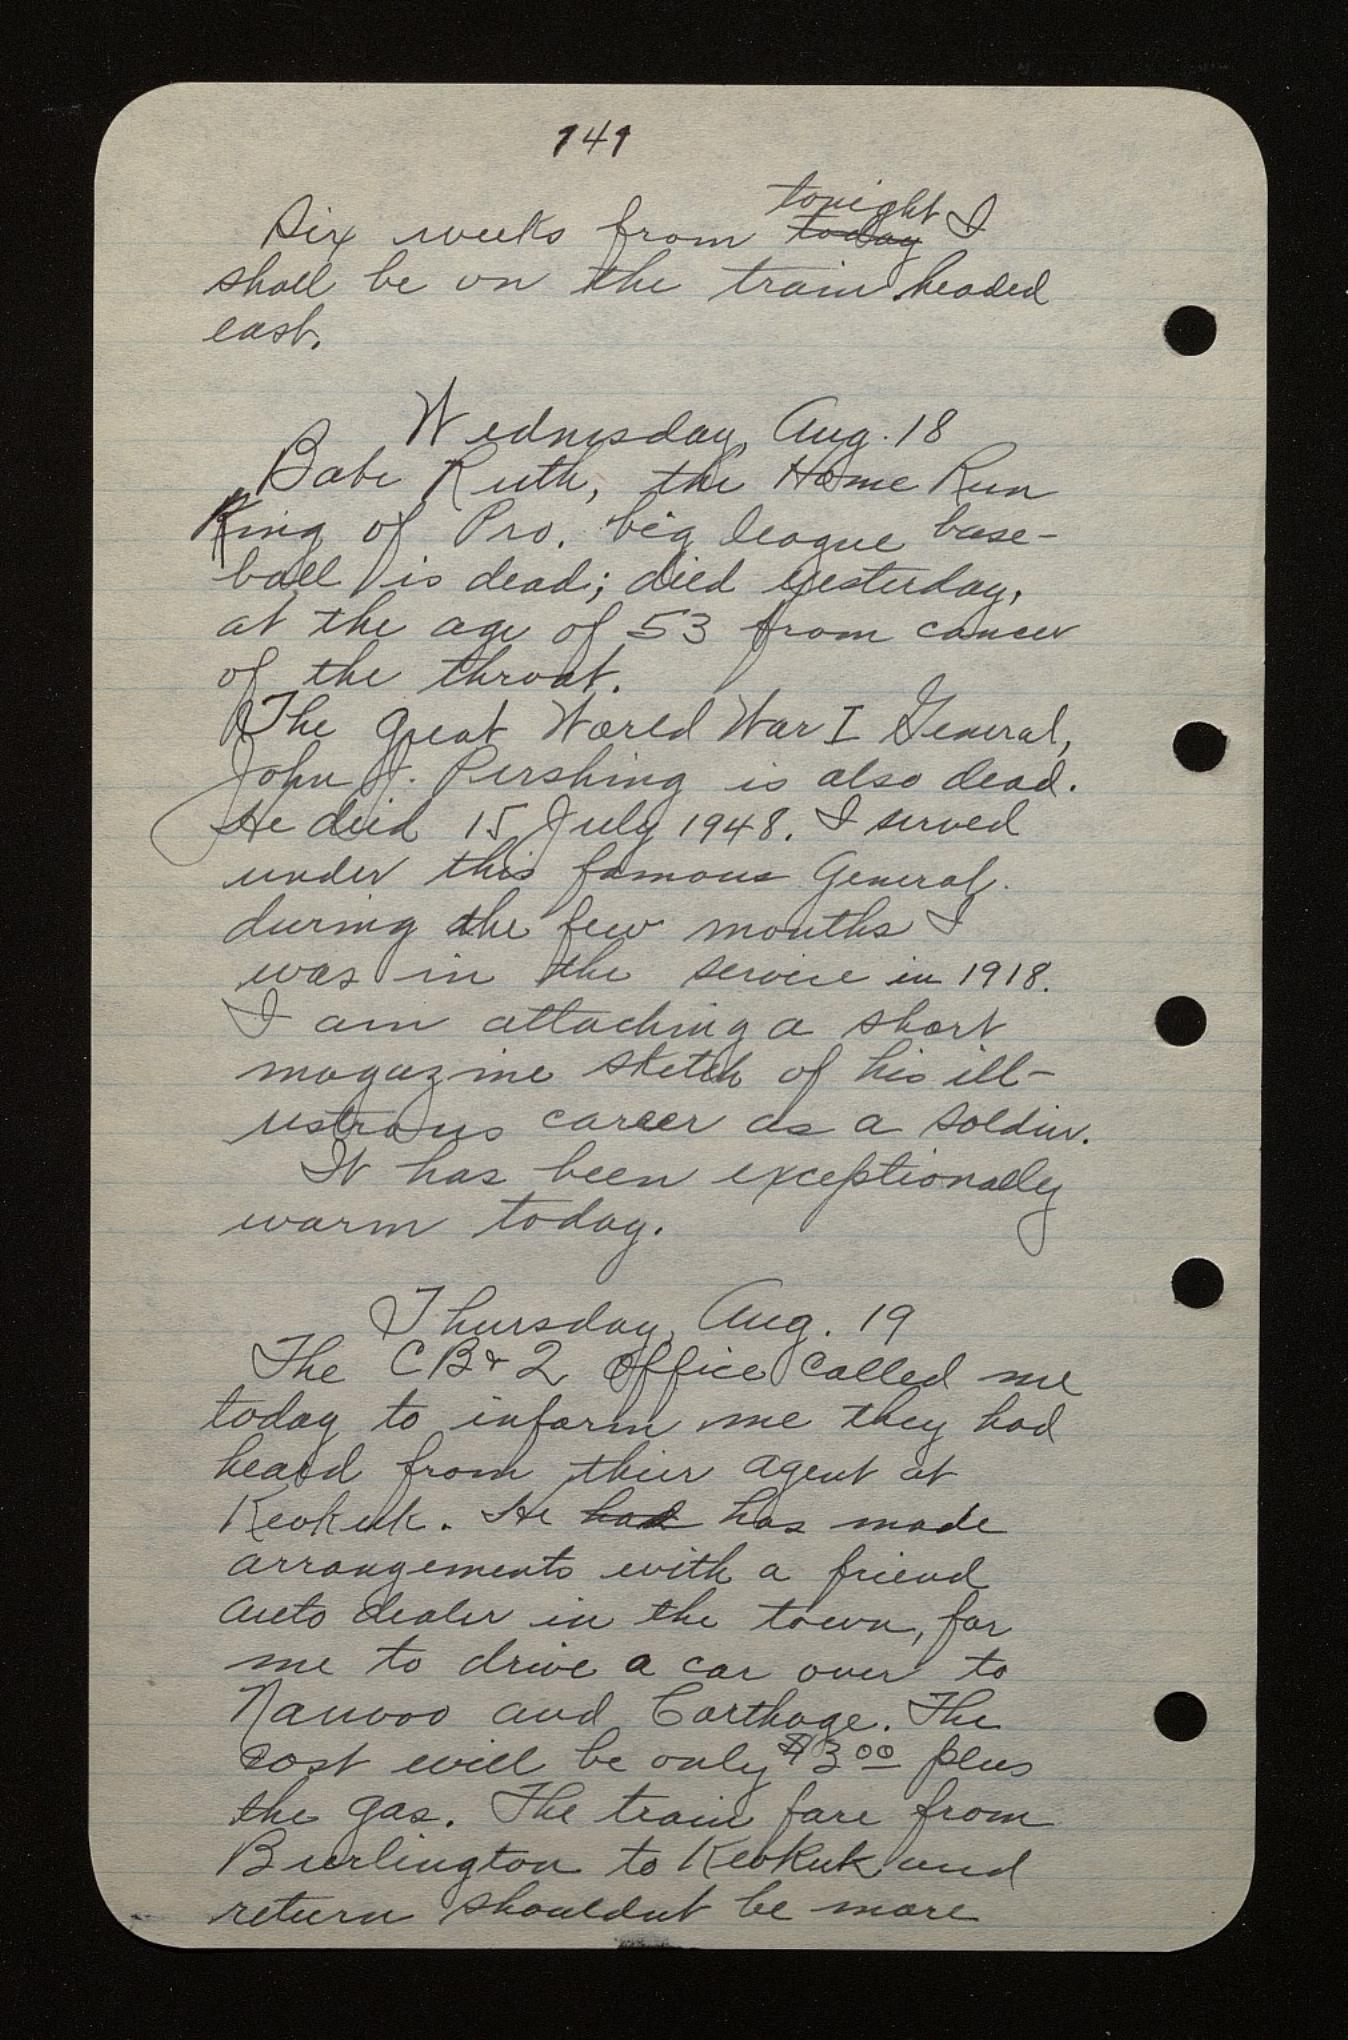 141
Six weeks from today tonight I
shall be on the train headed
east.
Wednesday, Aug. 18
Babe Ruth, the Home Run
King of Pro. big league base-
ball is dead; died yesterday,
at the age of 53 from cancer
of the throat.
The great World War I General,
John J. Pershing is also dead.
He died 15 July 1948. I served
under this famous General.
during the few months I
was in the service in 1918.
I am attaching a short
magazine sketch of his ill-
ustrous career as a soldier.
It has been exceptionally
warm today.
Thursday, Aug. 19
The CB & Q office called me
today to inform me they had
heard from thier agent at
Keokuk. He had has made
arrangements with a friend
auto dealer in the town, for
me to drive a car over to
Nauvoo and Carthage. The
cost will be only $3.00 plus
the gas. The train fare from
Burlington to Keokuk and
return shouldnt be more